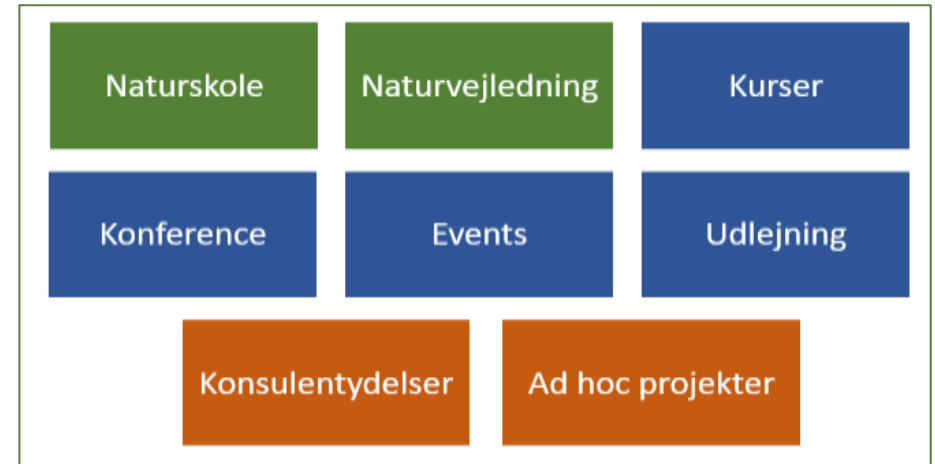 Naturskole
Naturvejledning
Kurser
Konference
Events
Udlejning
Konsulentydelser
Ad hoc projekter